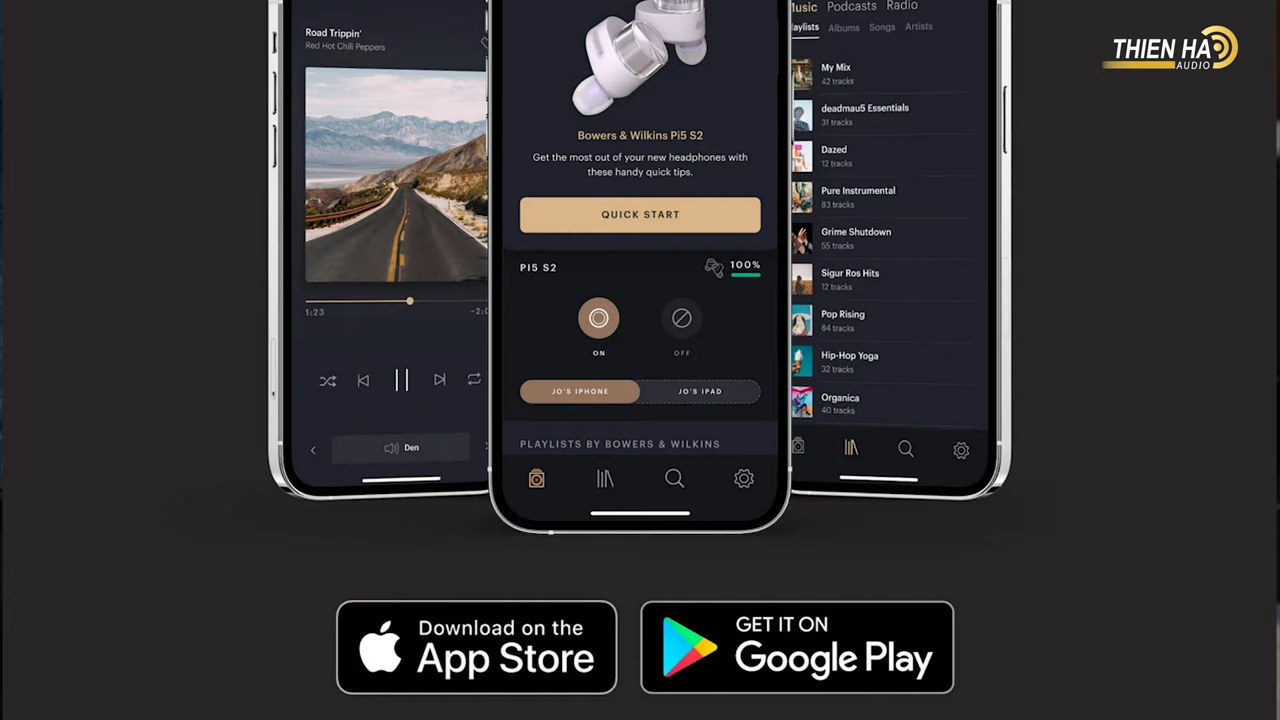 Road Trippin'
Red Hot Chili Peppers
1:23
Den
Bowers & Wilkins Pi5 S2
Get the most out of your new headphones with
these handy quick tips.
QUICK START
PI5 S2
100%
ON
OFF
JO'S IPHONE
JO'S IPAD
PLAYLISTS BY BOWERS & WILKINS
Podcasts
Radio
Albums
Songs
Artists
My Mix
42 tracks
deadmau5 Essentials
31 tracks
Dazed
12 tracks
Pure Instrumental
83 tracks
Grime Shutdown
55 tracks
Sigur Ros Hits
12 tracks
Pop Rising
64 tracks
Hip-Hop Yoga
32 tracks
Organica
40 tracks
THIEN HA
AUDIO
Download on the
App Store
GET IT ON
Google Play